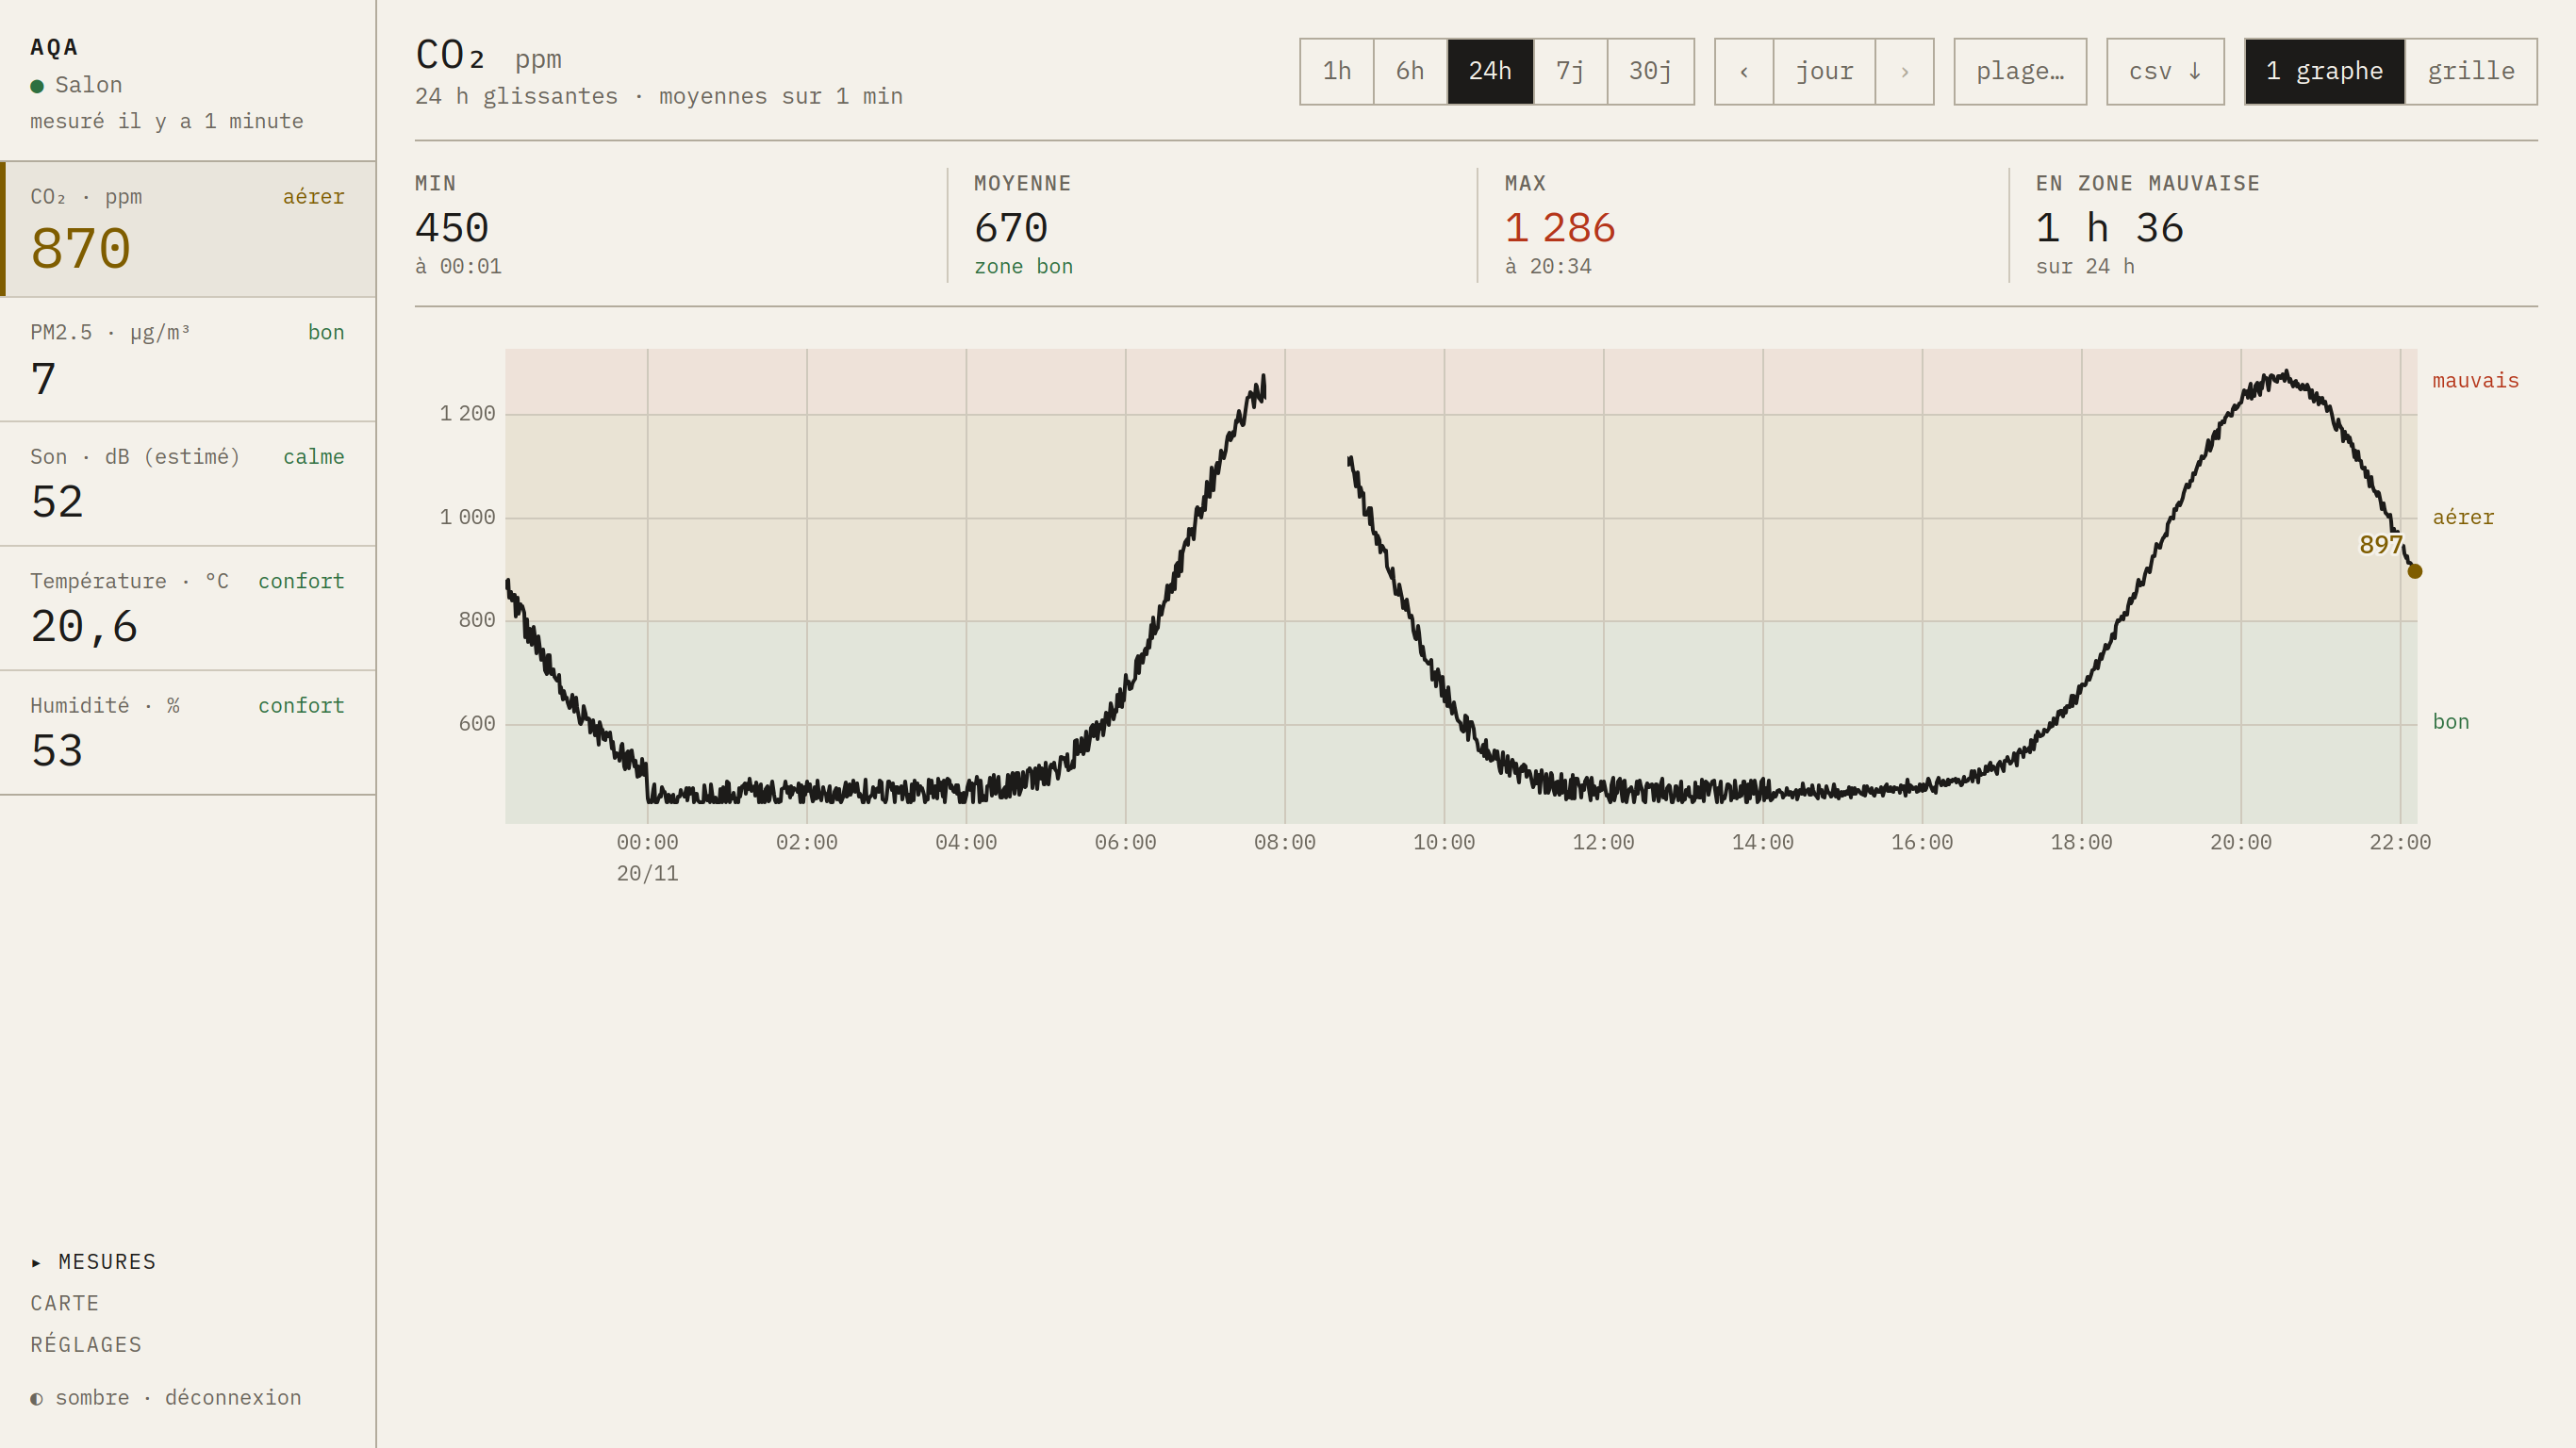 AQA
● Salon
mesuré il y a 1 minute
CO₂ · ppm aérer
870
PM2.5 · µg/m³ bon
7
Son · dB (estimé) calme
52
Température · °C confort
20,6
Humidité · % confort
53
▸ MESURES
CARTE
RÉGLAGES
◐ sombre · déconnexion
CO₂ ppm
24 h glissantes · moyennes sur 1 min
1h 6h 24h 7j 30j
‹ jour ›
plage…
csv ↓
1 graphe grille
MIN
450
à 00:01
MOYENNE
670
zone bon
MAX
1 286
à 20:34
EN ZONE MAUVAISE
1 h 36
sur 24 h
1 200
1 000
800
600
mauvais
aérer
bon
897
00:00 02:00 04:00 06:00 08:00 10:00 12:00 14:00 16:00 18:00 20:00 22:00
20/11